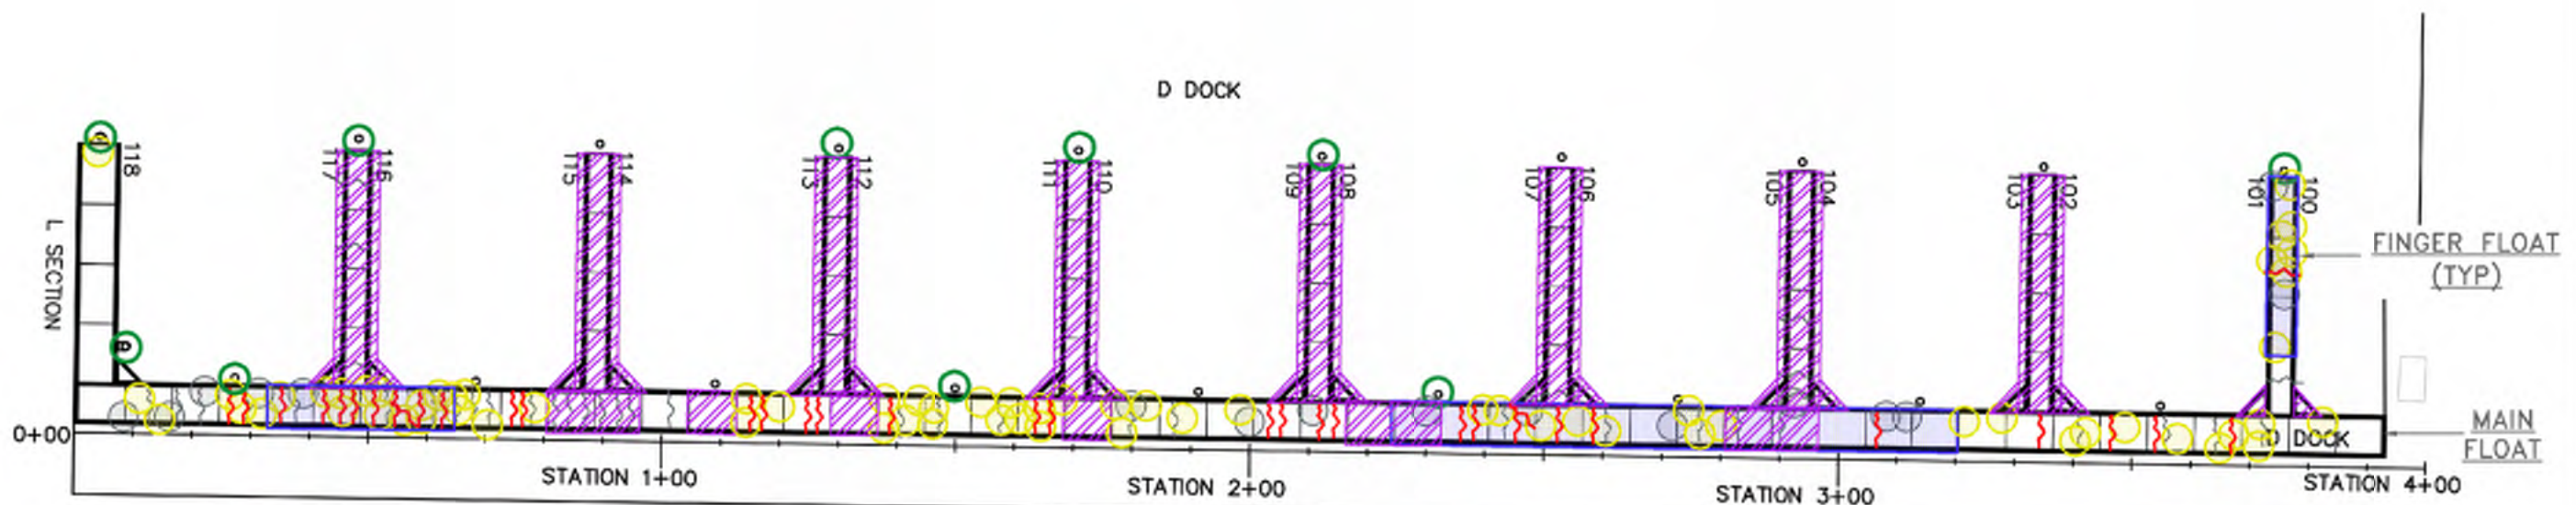 D DOCK
118
117
116
115
114
113
112
111
110
109
108
107
106
105
104
103
102
101
100
L SECTION
FINGER FLOAT
(TYP)
MAIN
FLOAT
D DOCK
0+00
STATION 1+00
STATION 2+00
STATION 3+00
STATION 4+00